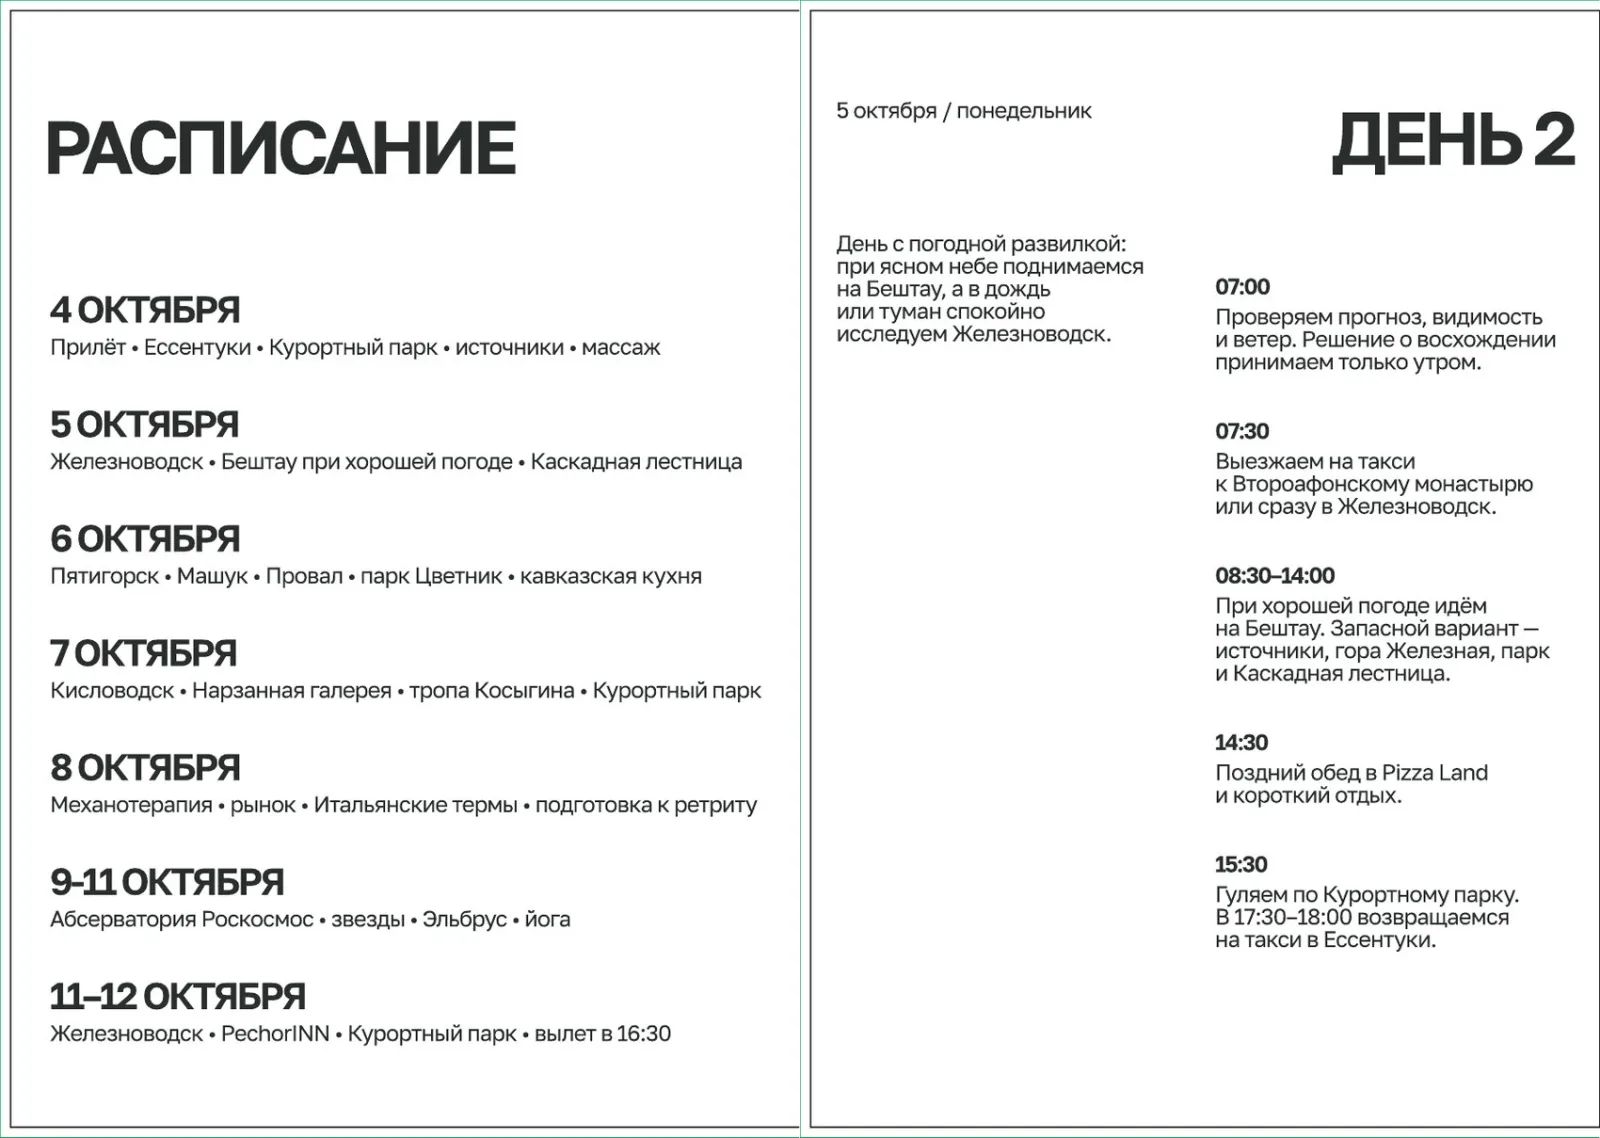 РАСПИСАНИЕ
4 ОКТЯБРЯ
Прилёт • Ессентуки • Курортный парк • источники • массаж
5 ОКТЯБРЯ
Железноводск • Бештау при хорошей погоде • Каскадная лестница
6 ОКТЯБРЯ
Пятигорск • Машук • Провал • парк Цветник • кавказская кухня
7 ОКТЯБРЯ
Кисловодск • Нарзанная галерея • тропа Косыгина • Курортный парк
8 ОКТЯБРЯ
Механотерапия • рынок • Итальянские термы • подготовка к ретриту
9-11 ОКТЯБРЯ
Абсерватория Роскосмос • звезды • Эльбрус • йога
11–12 ОКТЯБРЯ
Железноводск • PechorINN • Курортный парк • вылет в 16:30
5 октября / понедельник
ДЕНЬ 2
День с погодной развилкой:
при ясном небе поднимаемся
на Бештау, а в дождь
или туман спокойно
исследуем Железноводск.
07:00
Проверяем прогноз, видимость
и ветер. Решение о восхождении
принимаем только утром.
07:30
Выезжаем на такси
к Второафонскому монастырю
или сразу в Железноводск.
08:30–14:00
При хорошей погоде идём
на Бештау. Запасной вариант —
источники, гора Железная, парк
и Каскадная лестница.
14:30
Поздний обед в Pizza Land
и короткий отдых.
15:30
Гуляем по Курортному парку.
В 17:30–18:00 возвращаемся
на такси в Ессентуки.